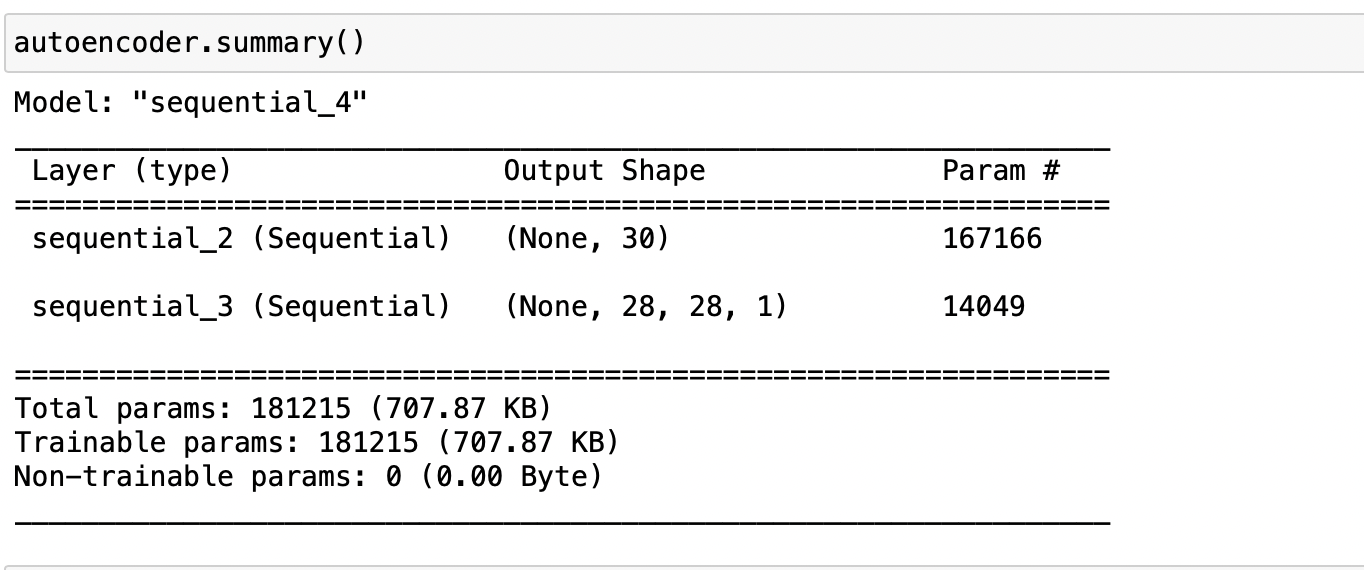 autoencoder.summary()
Model: "sequential_4"
_________________________________________________________________
Layer (type) Output Shape Param #
=================================================================
sequential_2 (Sequential) (None, 30) 167166
sequential_3 (Sequential) (None, 28, 28, 1) 14049
=================================================================
Total params: 181215 (707.87 KB)
Trainable params: 181215 (707.87 KB)
Non-trainable params: 0 (0.00 Byte)
_________________________________________________________________